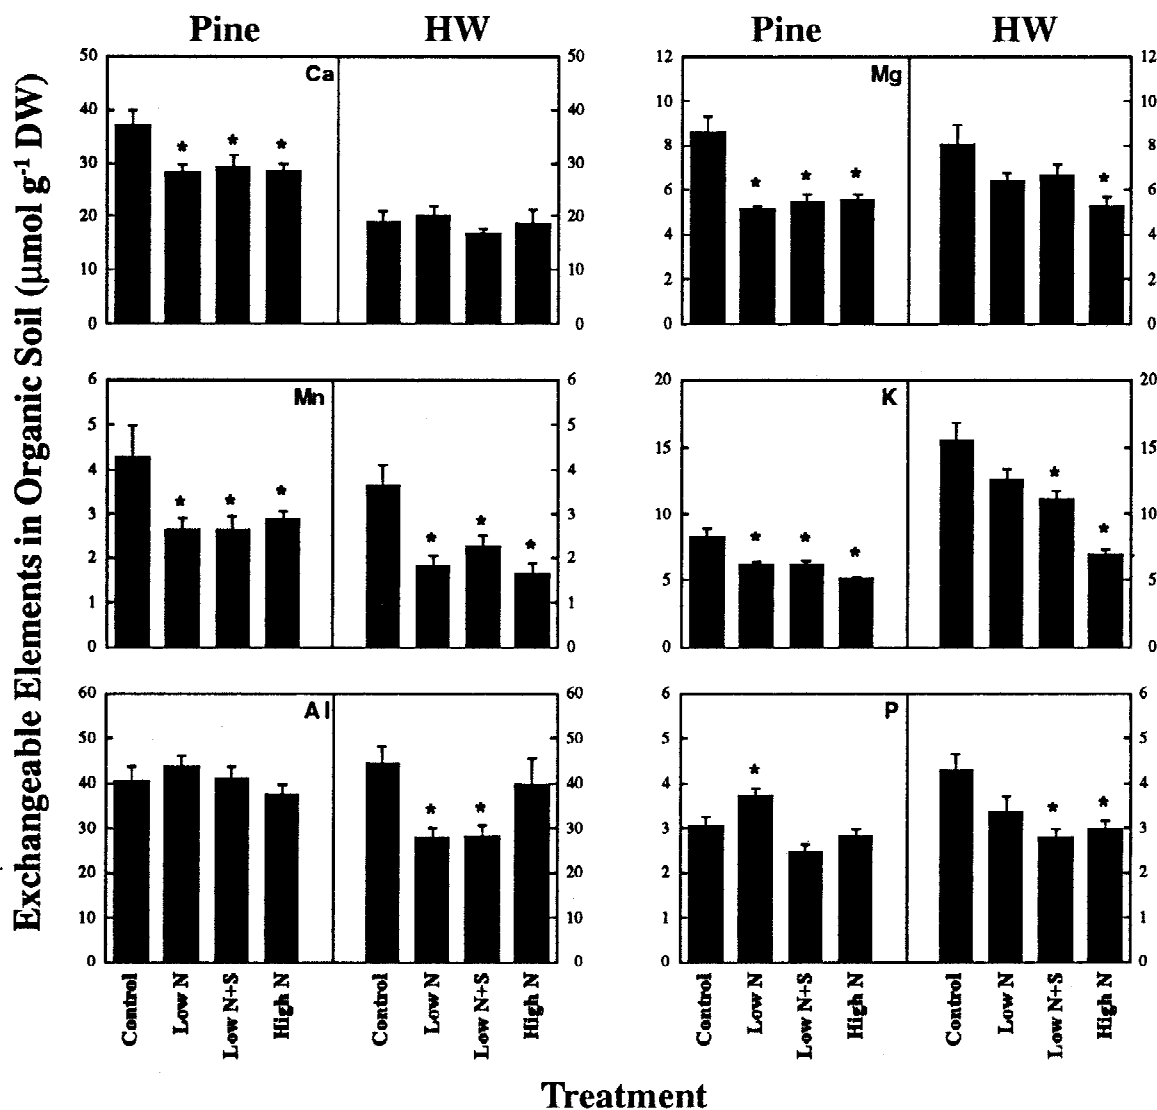 Pine HW Pine HW
Exchangeable Elements in Organic Soil (μmol g-1 DW)
50 Ca 50 12 Mg 12
40 40 10 10
30 30 8 8
20 20 6 6
10 10 4 4
0 0 2 2
0 0
6 Mn 6 20 K 20
5 5 15 15
4 4 10 10
3 3 5 5
2 2 0 0
1 1
0 0
60 Al 60 6 P 6
50 50 5 5
40 40 4 4
30 30 3 3
20 20 2 2
10 10 1 1
0 0 0 0
Control Low N Low N+S High N Control Low N Low N+S High N Control Low N Low N+S High N Control Low N Low N+S High N
Treatment